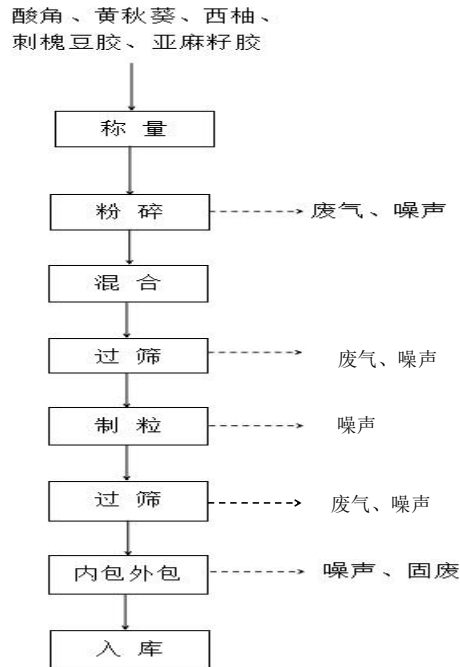 酸角、黄秋葵、西柚、
刺槐豆胶、亚麻籽胶
称 量
粉 碎
废气、噪声
混 合
过 筛
废气、噪声
制 粒
噪声
过 筛
废气、噪声
内包外包
噪声、固废
入 库